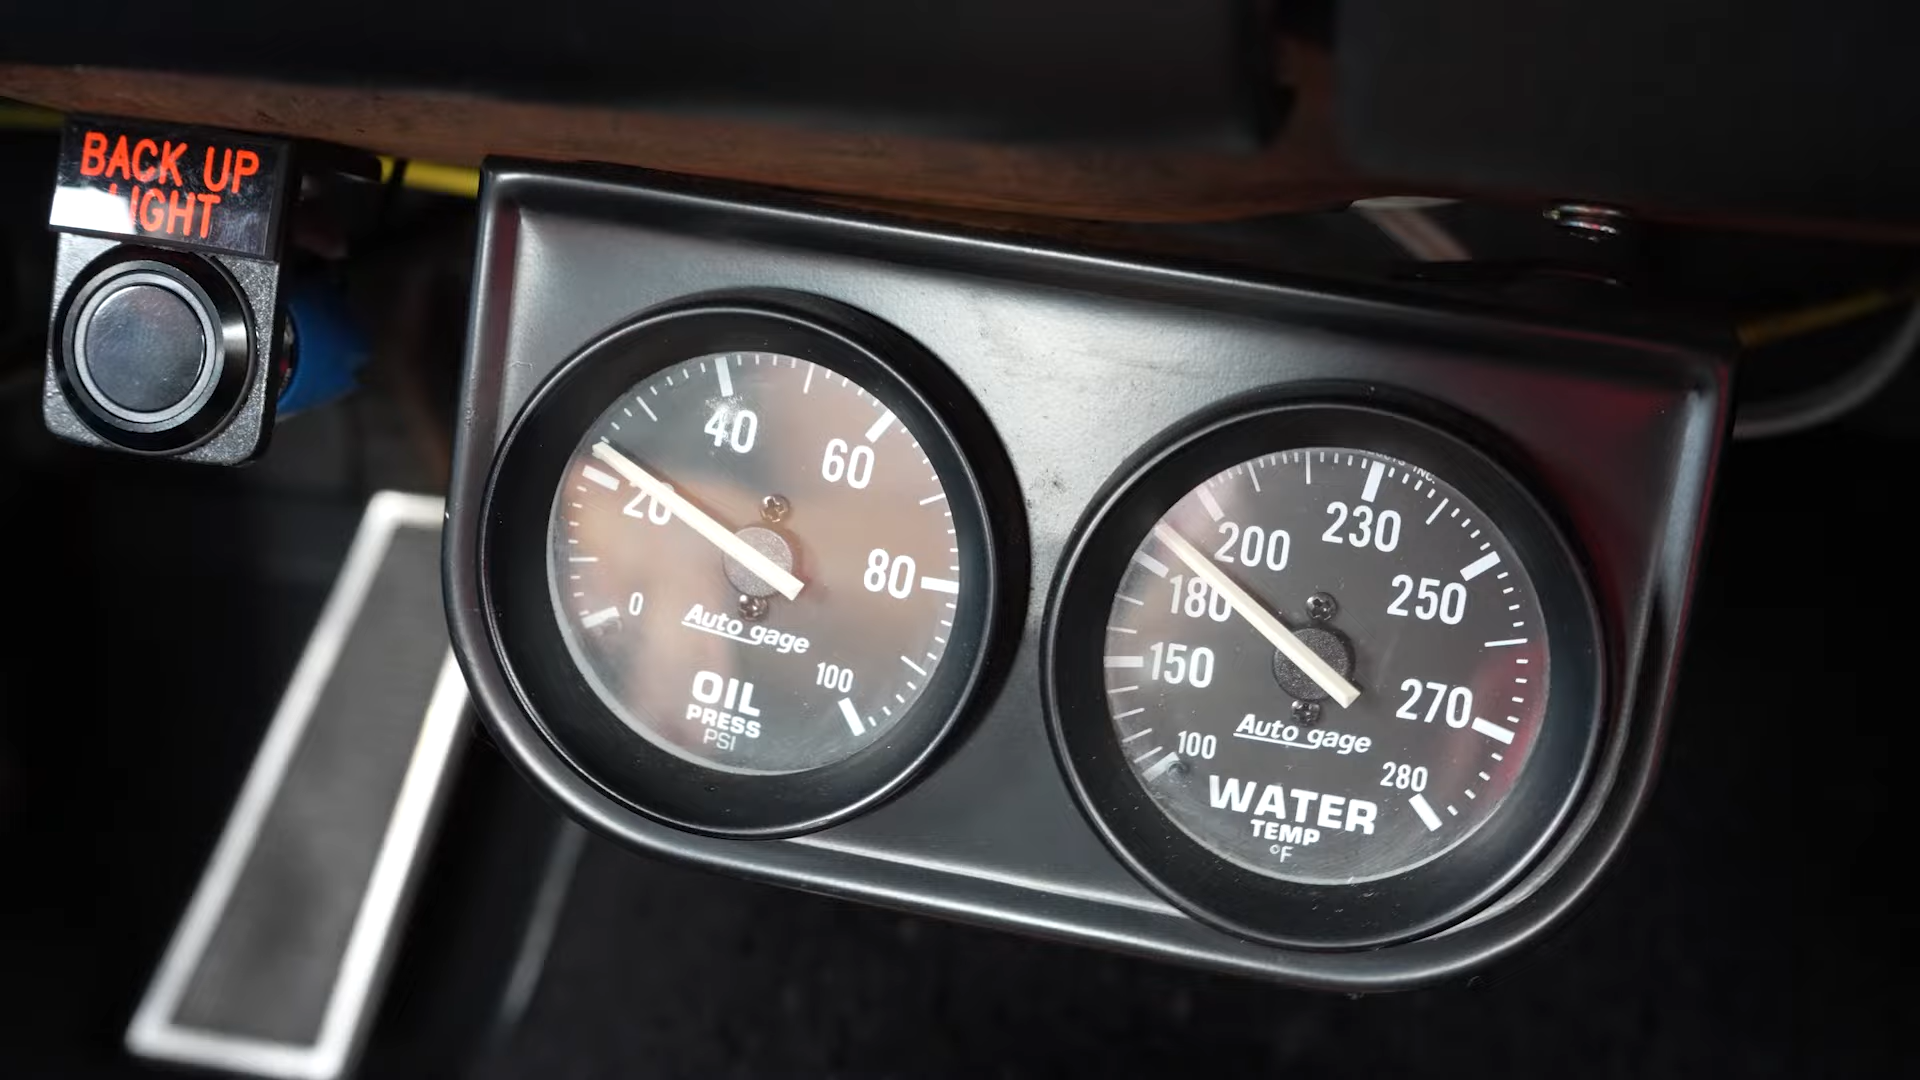 BACK UP
LIGHT
0
20
40
60
80
100
Auto gage
OIL
PRESS
PSI
100
150
180
200
230
250
270
280
Auto gage
WATER
TEMP
°F